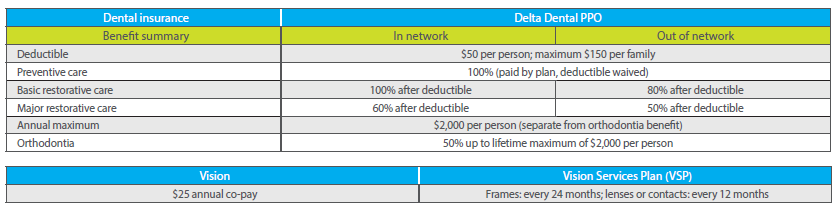 Dental insurance Delta Dental PPO
Benefit summary In network Out of network
Deductible $50 per person; maximum $150 per family
Preventive care 100% (paid by plan, deductible waived)
Basic restorative care 100% after deductible 80% after deductible
Major restorative care 60% after deductible 50% after deductible
Annual maximum $2,000 per person (separate from orthodontia benefit)
Orthodontia 50% up to lifetime maximum of $2,000 per person
Vision Vision Services Plan (VSP)
$25 annual co-pay Frames: every 24 months; lenses or contacts: every 12 months